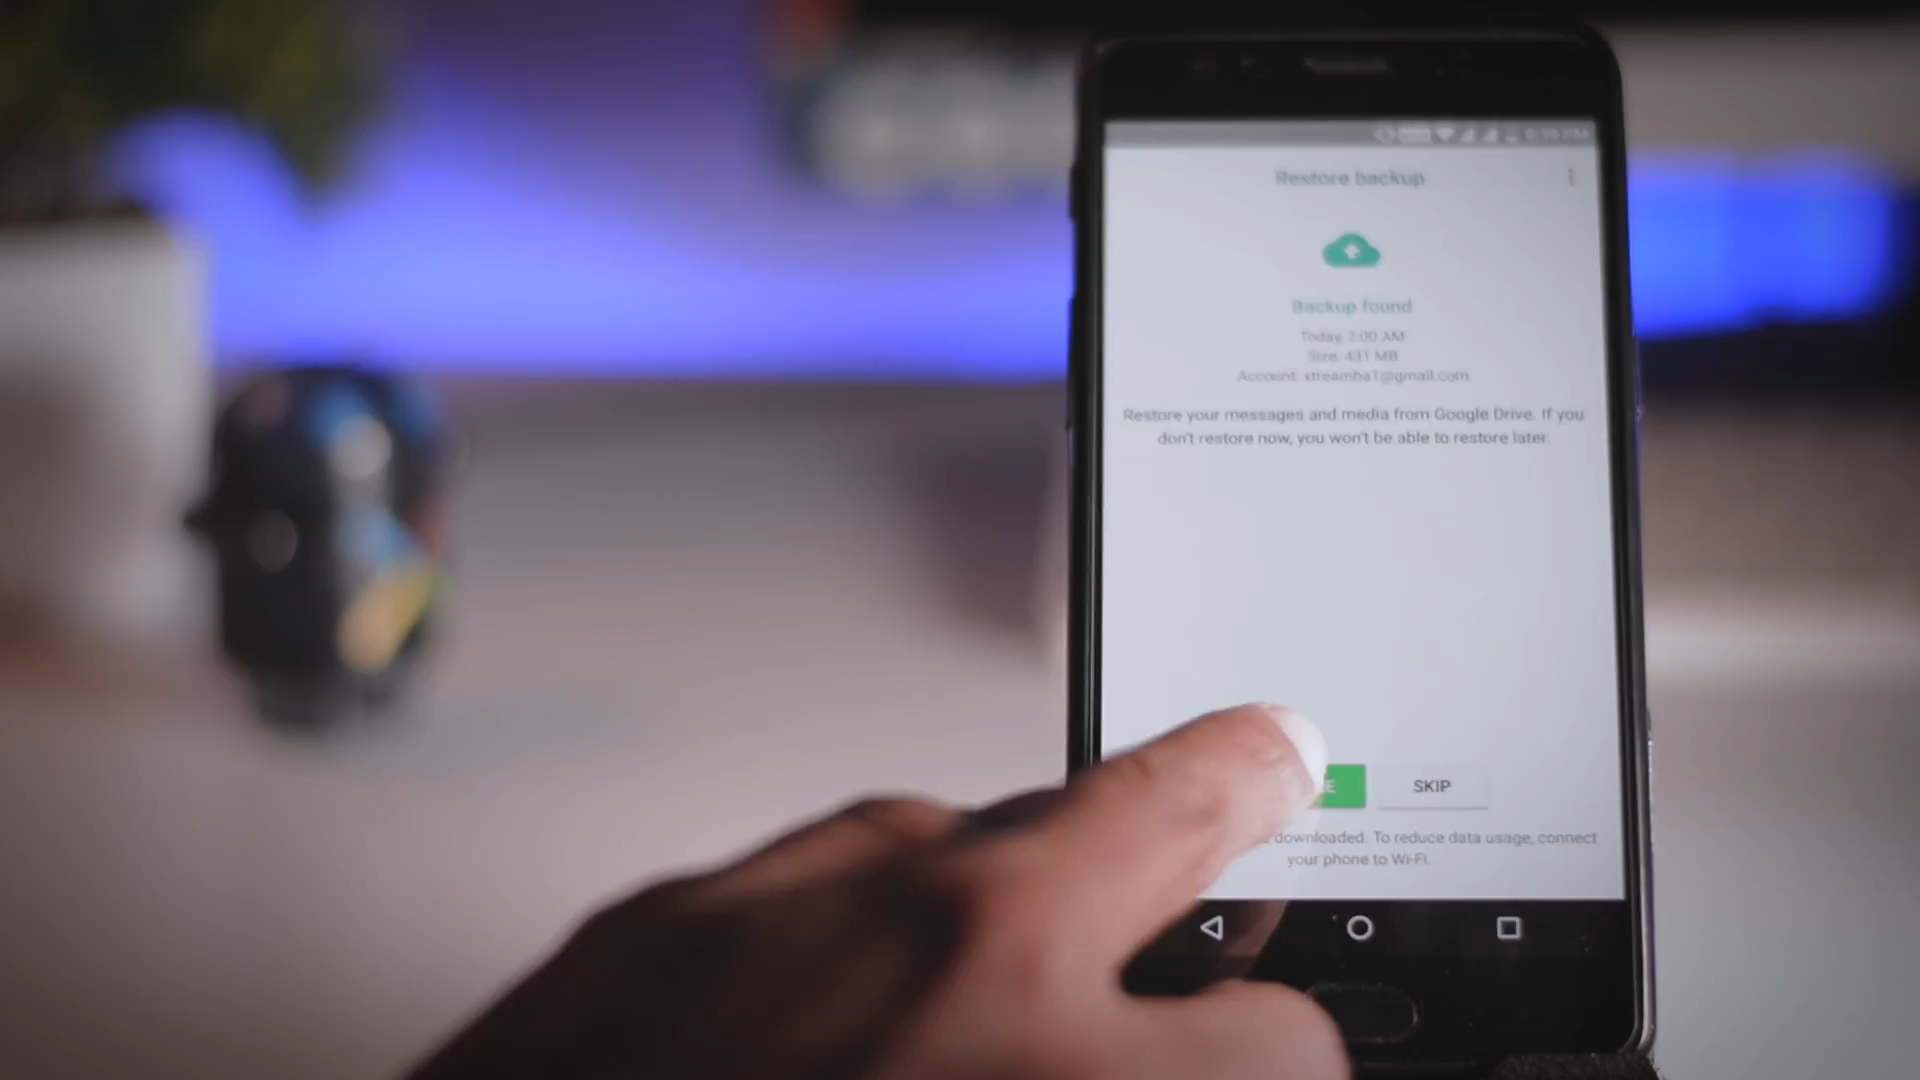 Restore backup
Backup found
Today, 2:00 AM
Size: 431 MB
Account: xtreamba1@gmail.com
Restore your messages and media from Google Drive. If you
don't restore now, you won't be able to restore later.
E
SKIP
downloaded. To reduce data usage, connect
your phone to Wi-Fi.